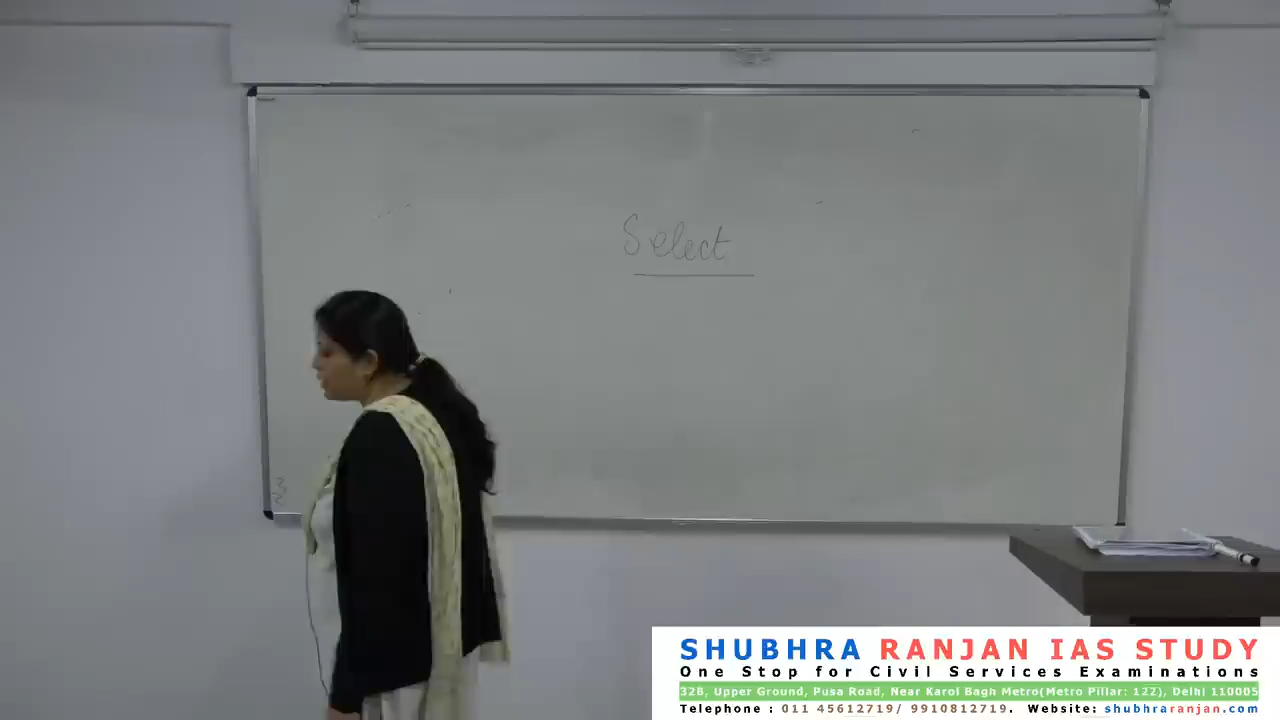 Select
SHUBHRA RANJAN IAS STUDY
One Stop for Civil Services Examinations
32B, Upper Ground, Pusa Road, Near Karol Bagh Metro(Metro Pillar: 122), Delhi 110005
Telephone : 011 45612719/ 9910812719. Website: shubhraranjan.com